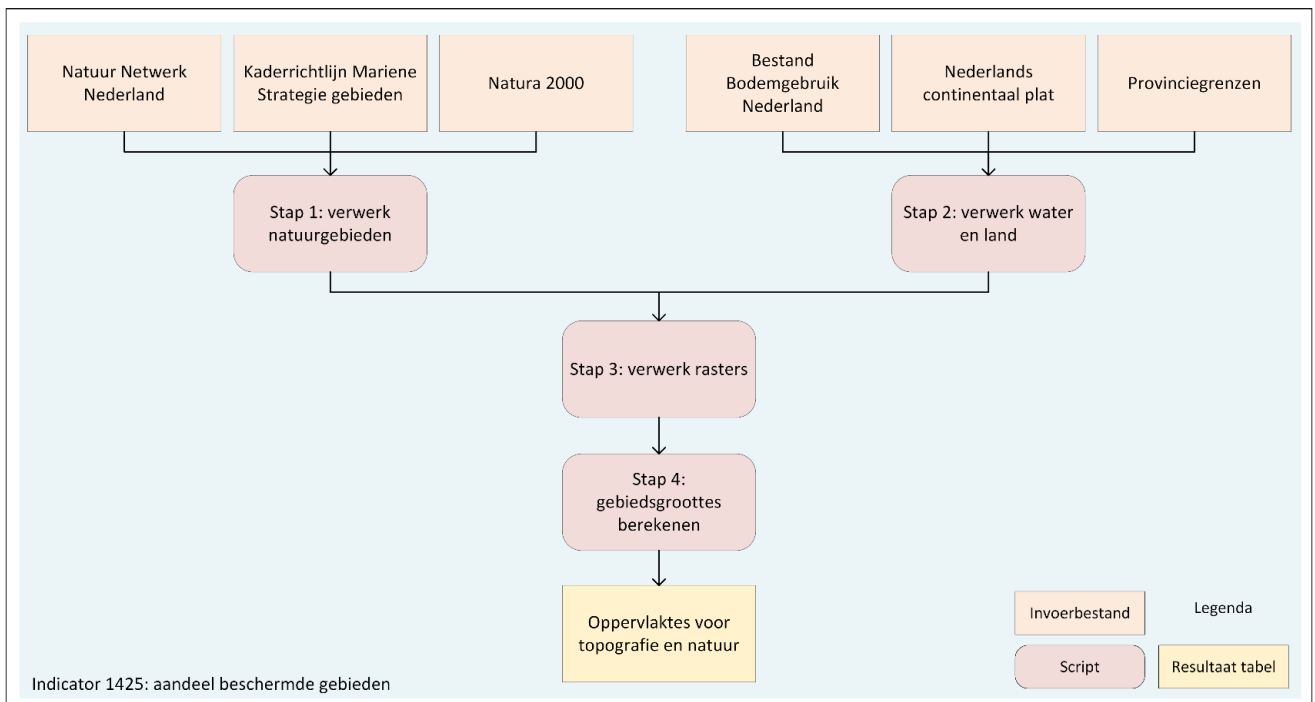 Natuur Netwerk
Nederland
Kaderrichtlijn Mariene
Strategie gebieden
Natura 2000
Bestand
Bodemgebruik
Nederland
Nederlands
continentaal plat
Provinciegrenzen
Stap 1: verwerk
natuurgebieden
Stap 2: verwerk water
en land
Stap 3: verwerk rasters
Stap 4:
gebiedsgroottes
berekenen
Oppervlaktes voor
topografie en natuur
Invoerbestand
Legenda
Script
Resultaat tabel
Indicator 1425: aandeel beschermde gebieden